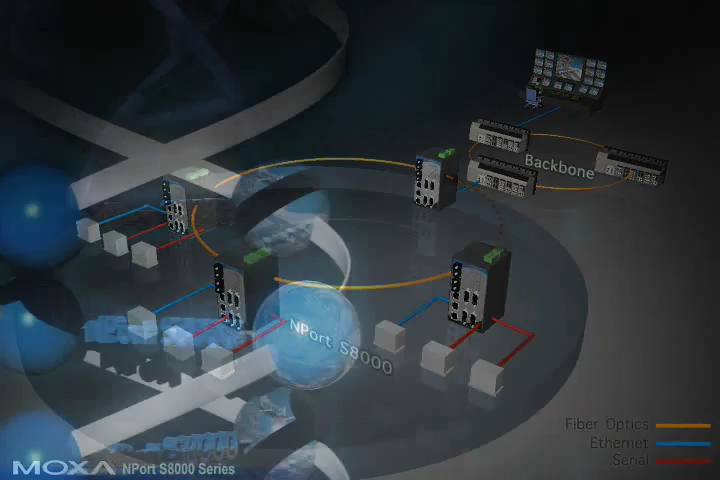 Backbone
NPort S8000
Fiber Optics
Ethernet
Serial
MOXA NPort S8000 Series